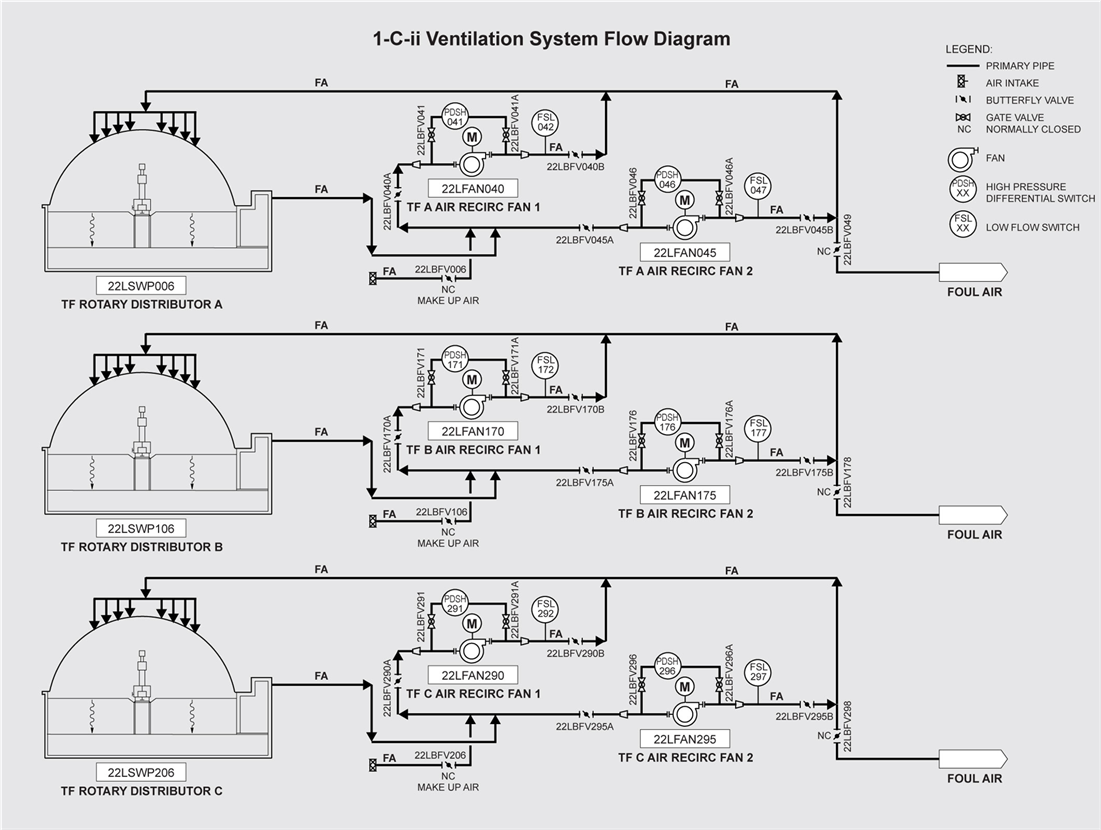 1-C-ii Ventilation System Flow Diagram
LEGEND:
PRIMARY PIPE
AIR INTAKE
BUTTERFLY VALVE
GATE VALVE
NC NORMALLY CLOSED
FAN
PDSH
XX
HIGH PRESSURE
DIFFERENTIAL SWITCH
FSL
XX
LOW FLOW SWITCH
FA
FA
FA
22LSWP006
TF ROTARY DISTRIBUTOR A
22LBFV040A
22LBFV041
PDSH
041
22LBFV041A
M
FSL
042
FA
22LBFV040B
22LFAN040
TF A AIR RECIRC FAN 1
22LBFV045A
22LBFV046
PDSH
046
22LBFV046A
M
FSL
047
FA
22LBFV045B
22LFAN045
TF A AIR RECIRC FAN 2
FA
22LBFV006
NC
MAKE UP AIR
NC
22LBFV049
FOUL AIR
FA
FA
FA
22LSWP106
TF ROTARY DISTRIBUTOR B
22LBFV170A
22LBFV171
PDSH
171
22LBFV171A
M
FSL
172
FA
22LBFV170B
22LFAN170
TF B AIR RECIRC FAN 1
22LBFV175A
22LBFV176
PDSH
176
22LBFV176A
M
FSL
177
FA
22LBFV175B
22LFAN175
TF B AIR RECIRC FAN 2
FA
22LBFV106
NC
MAKE UP AIR
NC
22LBFV178
FOUL AIR
FA
FA
FA
22LSWP206
TF ROTARY DISTRIBUTOR C
22LBFV290A
22LBFV291
PDSH
291
22LBFV291A
M
FSL
292
FA
22LBFV290B
22LFAN290
TF C AIR RECIRC FAN 1
22LBFV295A
22LBFV296
PDSH
296
22LBFV296A
M
FSL
297
FA
22LBFV295B
22LFAN295
TF C AIR RECIRC FAN 2
FA
22LBFV206
NC
MAKE UP AIR
NC
22LBFV298
FOUL AIR